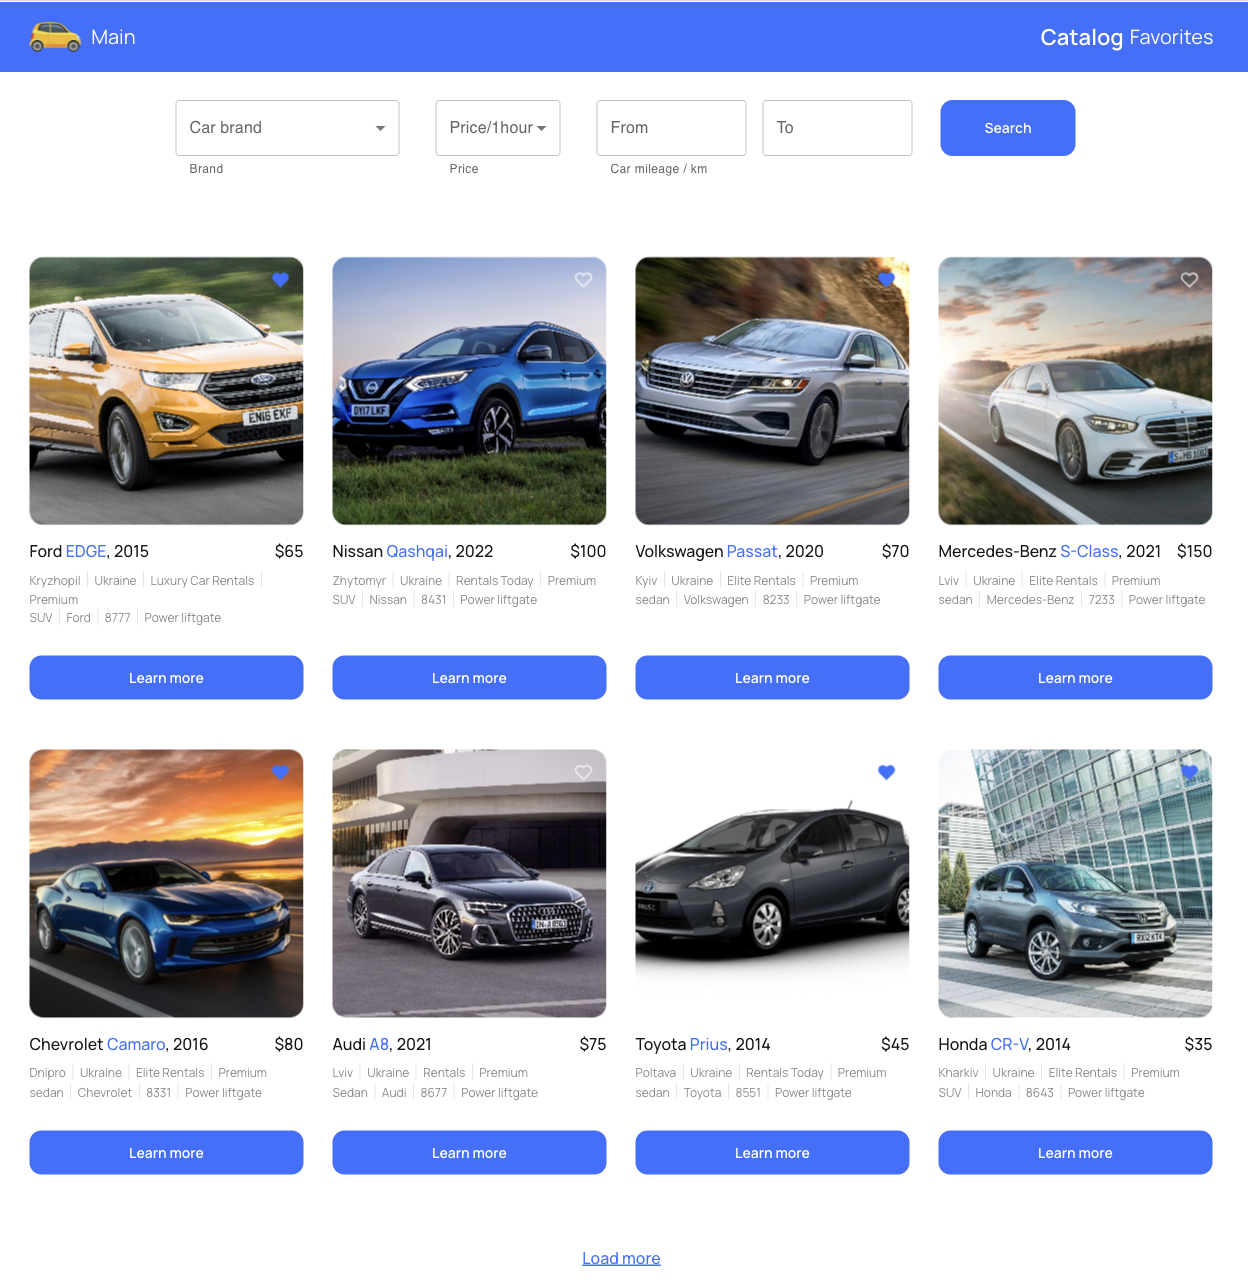 Main
Catalog Favorites
Car brand
Price/1hour
From
To
Search
Brand
Price
Car mileage / km
EN16 EKF
OY17 LKF
Ford EDGE, 2015 $65
Nissan Qashqai, 2022 $100
Volkswagen Passat, 2020 $70
Mercedes-Benz S-Class, 2021 $150
Kryzhopil Ukraine Luxury Car Rentals
Premium
SUV Ford 8777 Power liftgate
Zhytomyr Ukraine Rentals Today Premium
SUV Nissan 8431 Power liftgate
Kyiv Ukraine Elite Rentals Premium
sedan Volkswagen 8233 Power liftgate
Lviv Ukraine Elite Rentals Premium
sedan Mercedes-Benz 7233 Power liftgate
Learn more
Learn more
Learn more
Learn more
RX12 KTK
Chevrolet Camaro, 2016 $80
Audi A8, 2021 $75
Toyota Prius, 2014 $45
Honda CR-V, 2014 $35
Dnipro Ukraine Elite Rentals Premium
sedan Chevrolet 8331 Power liftgate
Lviv Ukraine Rentals Premium
Sedan Audi 8677 Power liftgate
Poltava Ukraine Rentals Today Premium
sedan Toyota 8551 Power liftgate
Kharkiv Ukraine Elite Rentals Premium
SUV Honda 8643 Power liftgate
Learn more
Learn more
Learn more
Learn more
Load more